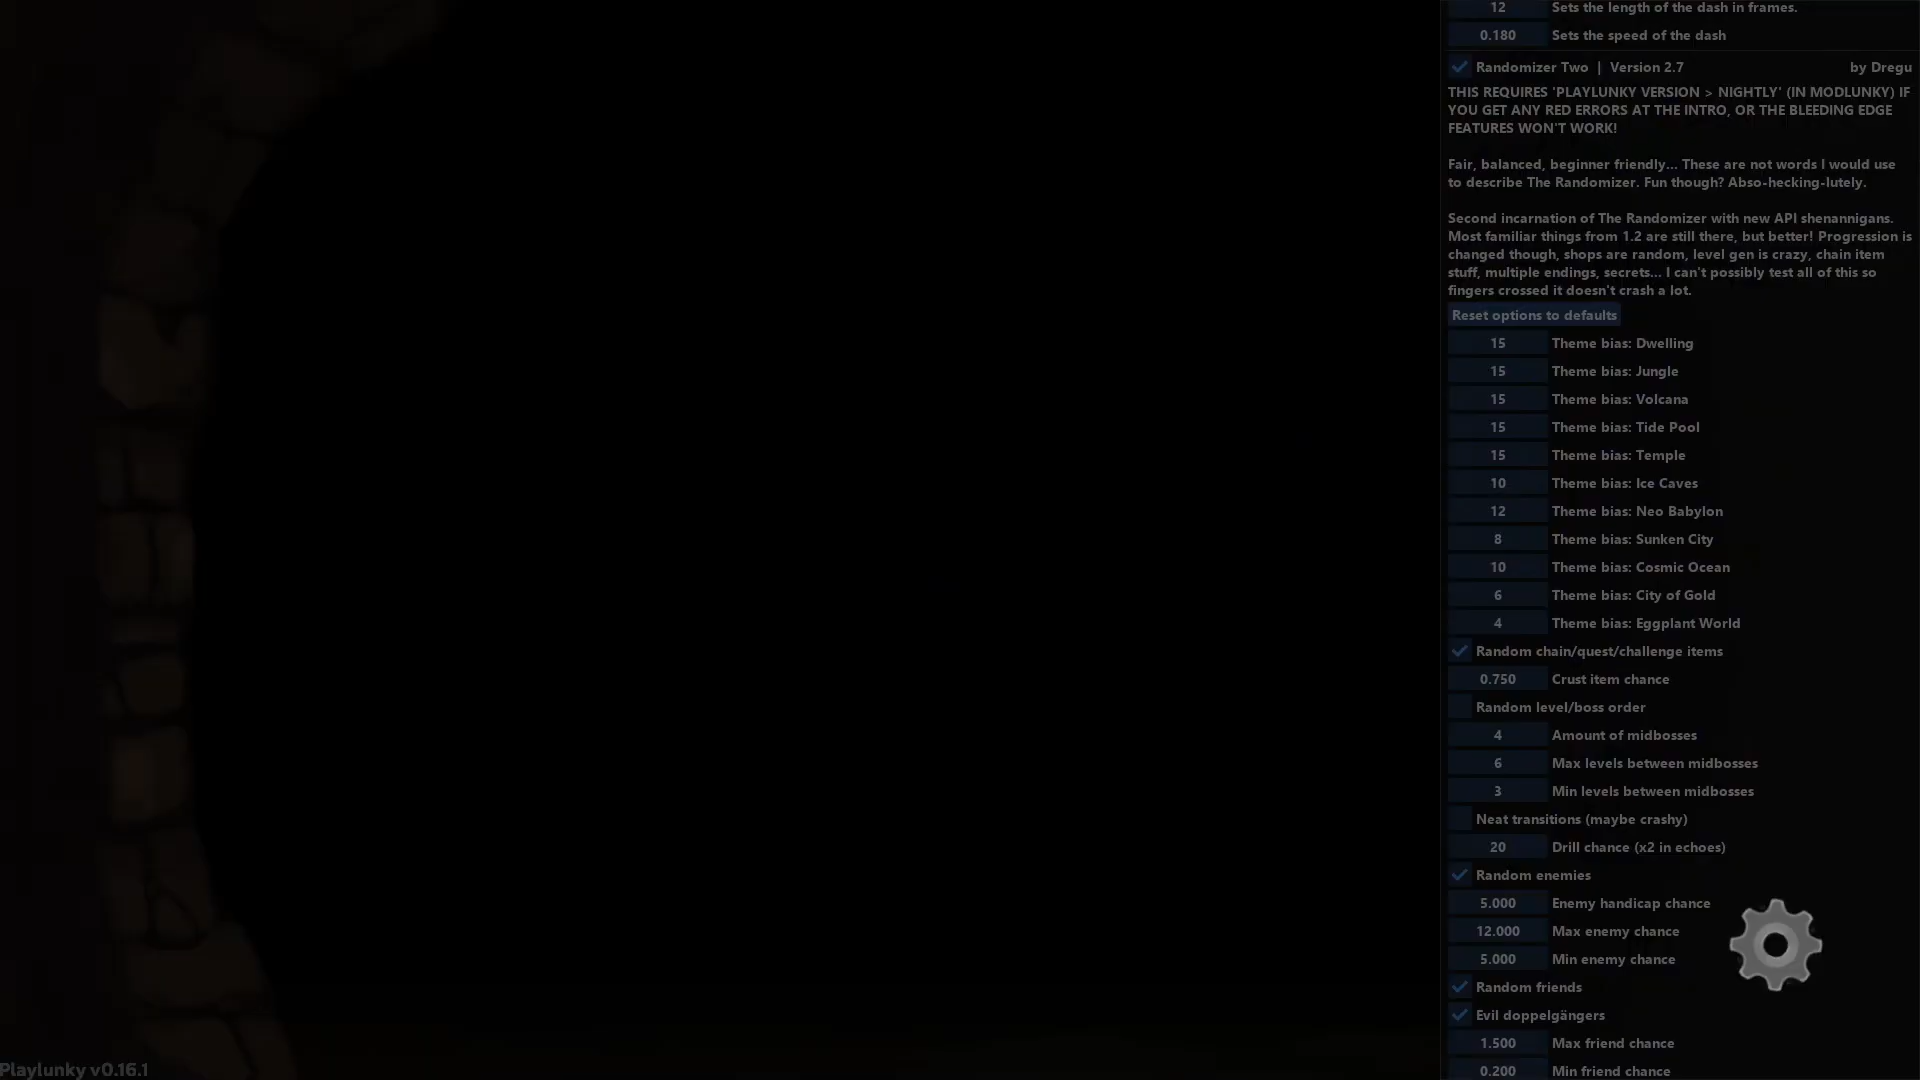 12 Sets the length of the dash in frames.
0.180 Sets the speed of the dash
Randomizer Two | Version 2.7 by Dregu
THIS REQUIRES 'PLAYLUNKY VERSION > NIGHTLY' (IN MODLUNKY) IF
YOU GET ANY RED ERRORS AT THE INTRO, OR THE BLEEDING EDGE
FEATURES WON'T WORK!
Fair, balanced, beginner friendly... These are not words I would use
to describe The Randomizer. Fun though? Abso-hecking-lutely.
Second incarnation of The Randomizer with new API shenannigans.
Most familiar things from 1.2 are still there, but better! Progression is
changed though, shops are random, level gen is crazy, chain item
stuff, multiple endings, secrets... I can't possibly test all of this so
fingers crossed it doesn't crash a lot.
Reset options to defaults
15 Theme bias: Dwelling
15 Theme bias: Jungle
15 Theme bias: Volcana
15 Theme bias: Tide Pool
15 Theme bias: Temple
10 Theme bias: Ice Caves
12 Theme bias: Neo Babylon
8 Theme bias: Sunken City
10 Theme bias: Cosmic Ocean
6 Theme bias: City of Gold
4 Theme bias: Eggplant World
Random chain/quest/challenge items
0.750 Crust item chance
Random level/boss order
4 Amount of midbosses
6 Max levels between midbosses
3 Min levels between midbosses
Neat transitions (maybe crashy)
20 Drill chance (x2 in echoes)
Random enemies
5.000 Enemy handicap chance
12.000 Max enemy chance
5.000 Min enemy chance
Random friends
Evil doppelgängers
1.500 Max friend chance
0.200 Min friend chance
Playlunky v0.16.1